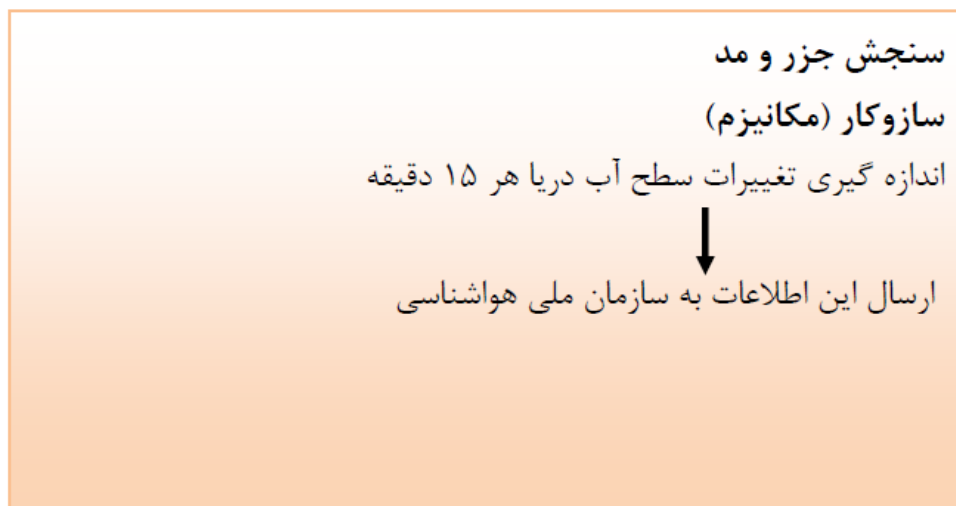 سنجش جزر و مد
سازوکار (مکانیزم)
اندازه گیری تغییرات سطح آب دریا هر ۱۵ دقیقه
ارسال این اطلاعات به سازمان ملی هواشناسی